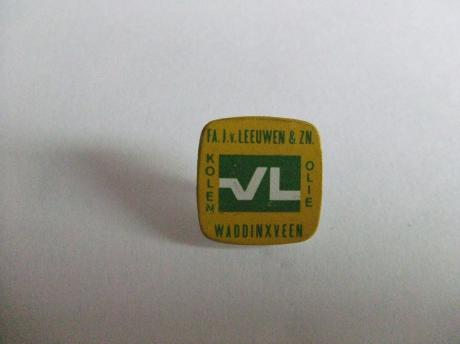 FA. J. v. LEEUWEN & ZN.
KOLEN
VL
OLIE
WADDINXVEEN